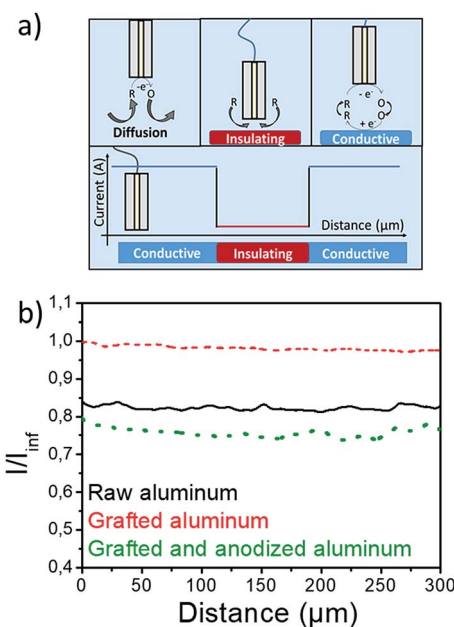 a)
-e⁻
R O
Diffusion
R R
Insulating
- e⁻
R O
R O
+ e⁻
Conductive
Current (A)
Distance (µm)
Conductive Insulating Conductive
b)
1,1
1,0
0,9
0,8
0,7
0,6
0,5
0,4
I/Iinf
Raw aluminum
Grafted aluminum
Grafted and anodized aluminum
0 50 100 150 200 250 300
Distance (µm)